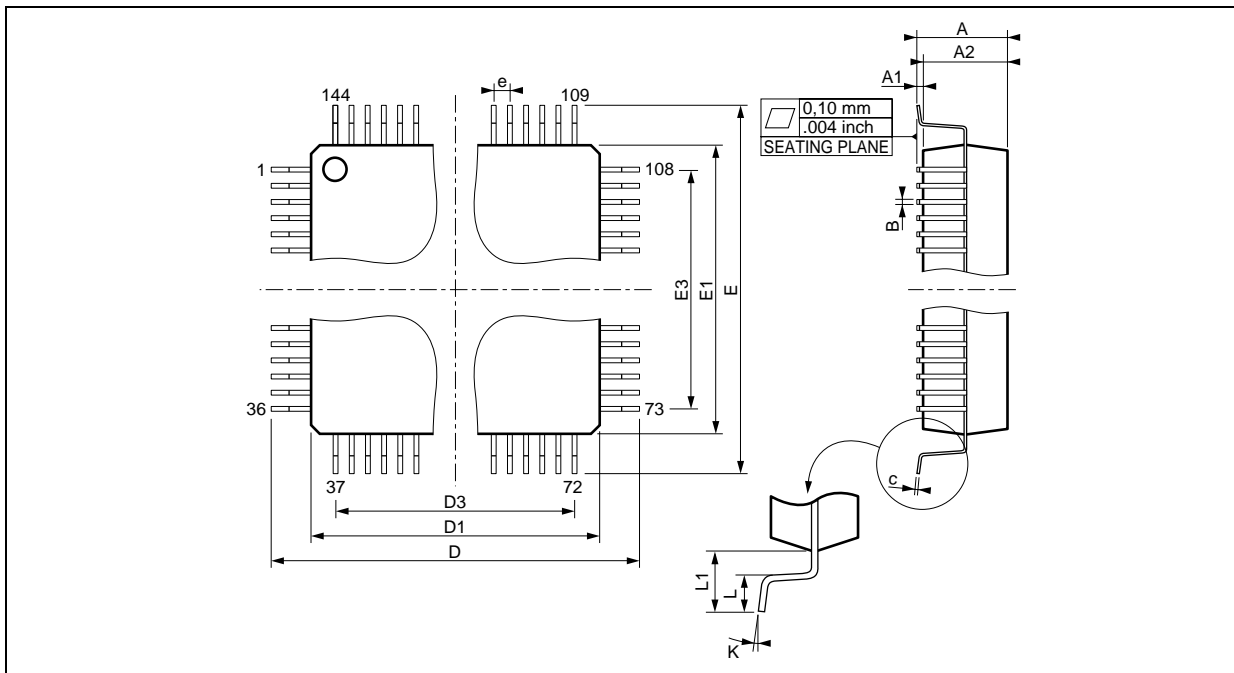 A
A2
A1
e
144
109
0,10 mm
.004 inch
SEATING PLANE
1
108
B
E3
E1
E
36
73
37
72
D3
D1
D
c
L1
L
K